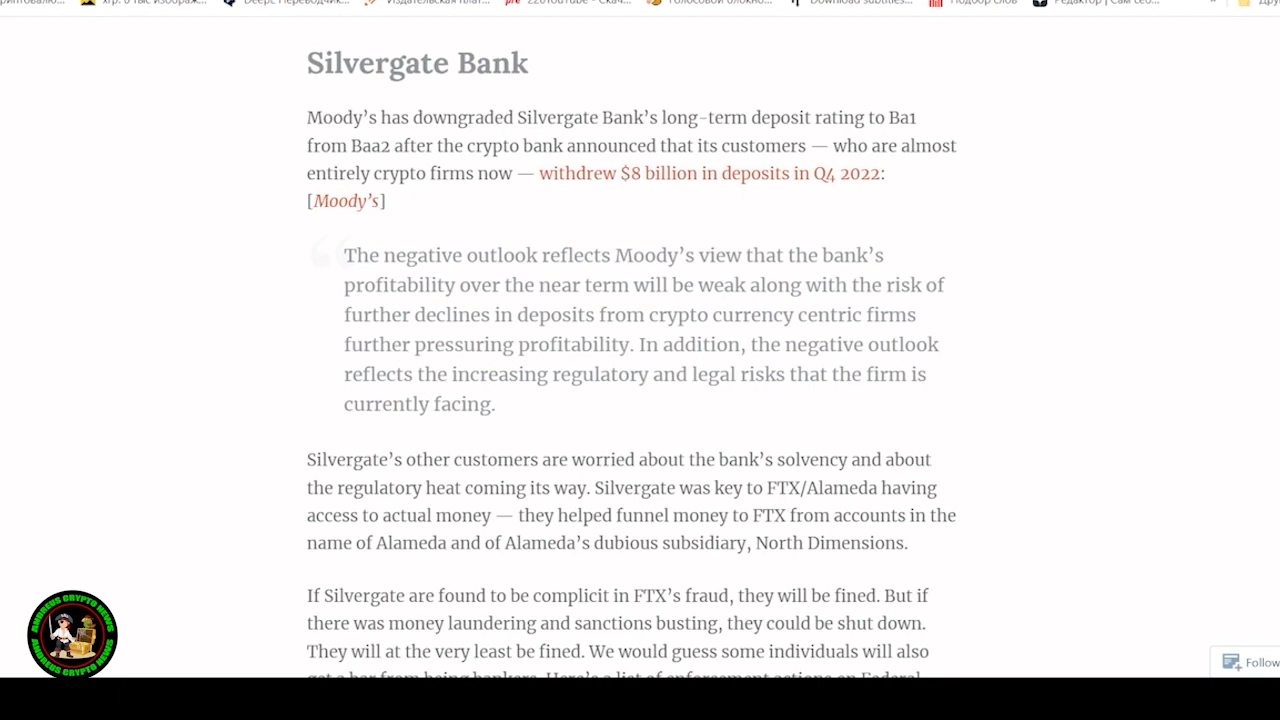 Silvergate Bank
Moody’s has downgraded Silvergate Bank’s long-term deposit rating to Ba1
from Baa2 after the crypto bank announced that its customers — who are almost
entirely crypto firms now — withdrew $8 billion in deposits in Q4 2022:
[Moody’s]
“
The negative outlook reflects Moody’s view that the bank’s
profitability over the near term will be weak along with the risk of
further declines in deposits from crypto currency centric firms
further pressuring profitability. In addition, the negative outlook
reflects the increasing regulatory and legal risks that the firm is
currently facing.
Silvergate’s other customers are worried about the bank’s solvency and about
the regulatory heat coming its way. Silvergate was key to FTX/Alameda having
access to actual money — they helped funnel money to FTX from accounts in the
name of Alameda and of Alameda’s dubious subsidiary, North Dimensions.
If Silvergate are found to be complicit in FTX’s fraud, they will be fined. But if
there was money laundering and sanctions busting, they could be shut down.
They will at the very least be fined. We would guess some individuals will also
ANDREUS CRYPTO NEWS
ANDREUS CRYPTO NEWS
Follow